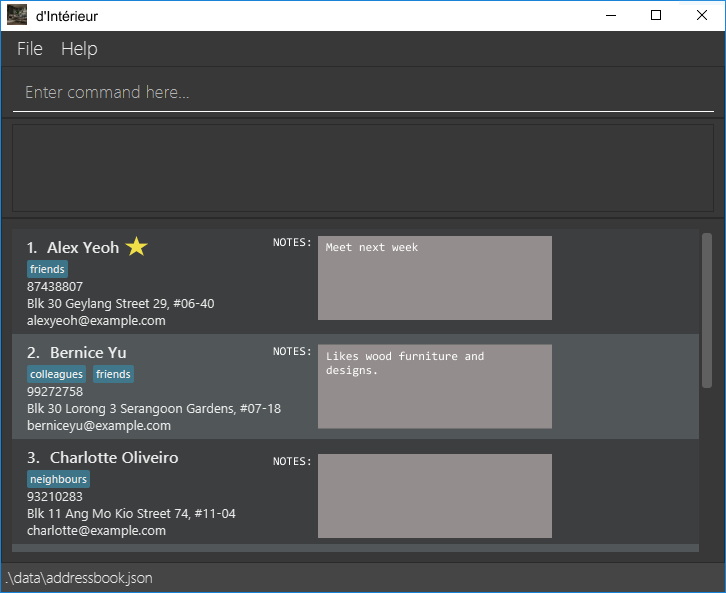 d'Intérieur
File Help
Enter command here...
1. Alex Yeoh
NOTES:
Meet next week
friends
87438807
Blk 30 Geylang Street 29, #06-40
alexyeoh@example.com
2. Bernice Yu
NOTES:
Likes wood furniture and
designs.
colleagues friends
99272758
Blk 30 Lorong 3 Serangoon Gardens, #07-18
berniceyu@example.com
3. Charlotte Oliveiro
NOTES:
neighbours
93210283
Blk 11 Ang Mo Kio Street 74, #11-04
charlotte@example.com
.\data\addressbook.json